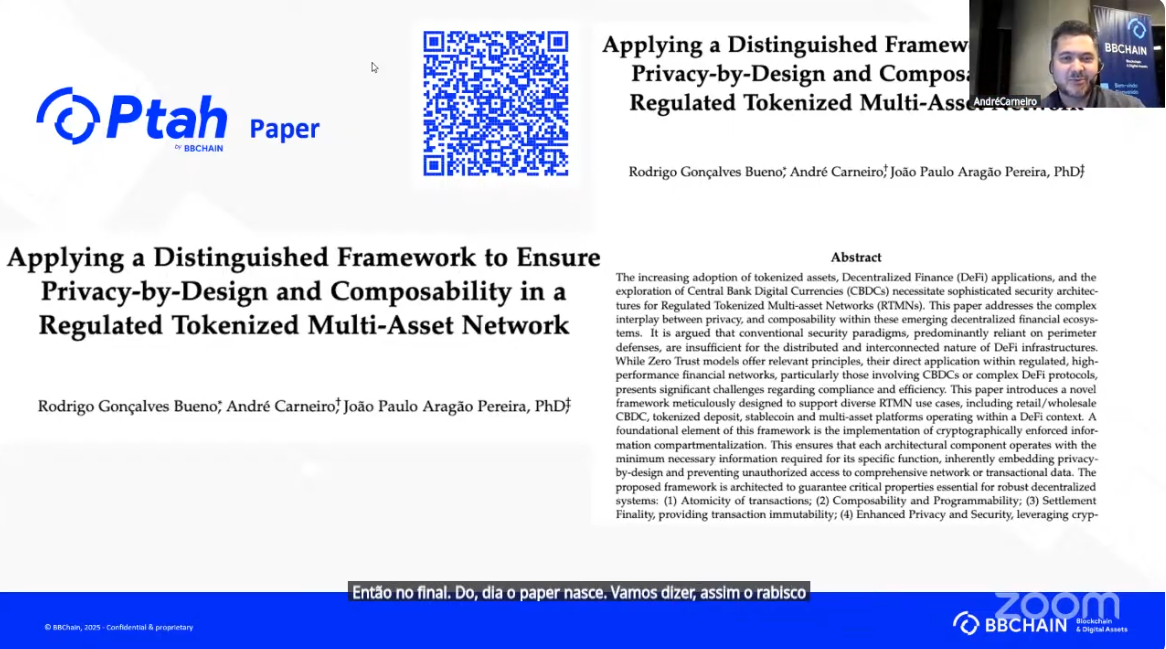 Ptah Paper
by BBCHAIN
Applying a Distinguished Framework to Ensure
Privacy-by-Design and Composability in a
Regulated Tokenized Multi-Asset Network
Rodrigo Gonçalves Bueno,* André Carneiro,† João Paulo Aragão Pereira, PhD‡
Applying a Distinguished Framew
Privacy-by-Design and Composa
Regulated Tokenized Multi-Asset Network
Rodrigo Gonçalves Bueno,* André Carneiro,† João Paulo Aragão Pereira, PhD‡
Abstract
The increasing adoption of tokenized assets, Decentralized Finance (DeFi) applications, and the
exploration of Central Bank Digital Currencies (CBDCs) necessitate sophisticated security architec-
tures for Regulated Tokenized Multi-asset Networks (RTMNs). This paper addresses the complex
interplay between privacy, and composability within these emerging decentralized financial ecosys-
tems. It is argued that conventional security paradigms, predominantly reliant on perimeter
defenses, are insufficient for the distributed and interconnected nature of DeFi infrastructures.
While Zero Trust models offer relevant principles, their direct application within regulated, high-
performance financial networks, particularly those involving CBDCs or complex DeFi protocols,
presents significant challenges regarding compliance and efficiency. This paper introduces a novel
framework meticulously designed to support diverse RTMN use cases, including retail/wholesale
CBDC, tokenized deposit, stablecoin and multi-asset platforms operating within a DeFi context. A
foundational element of this framework is the implementation of cryptographically enforced infor-
mation compartmentalization. This ensures that each architectural component operates with the
minimum necessary information required for its specific function, inherently embedding privacy-
by-design and preventing unauthorized access to comprehensive network or transactional data. The
proposed framework is architected to guarantee critical properties essential for robust decentralized
systems: (1) Atomicity of transactions; (2) Composability and Programmability; (3) Settlement
Finality, providing transaction immutability; (4) Enhanced Privacy and Security, leveraging cryp-
BBCHAIN
AndréCarneiro
Então no final. Do, dia o paper nasce. Vamos dizer, assim o rabisco
© BBChain, 2025 - Confidential & proprietary
zoom
BBCHAIN
Blockchain
& Digital Assets